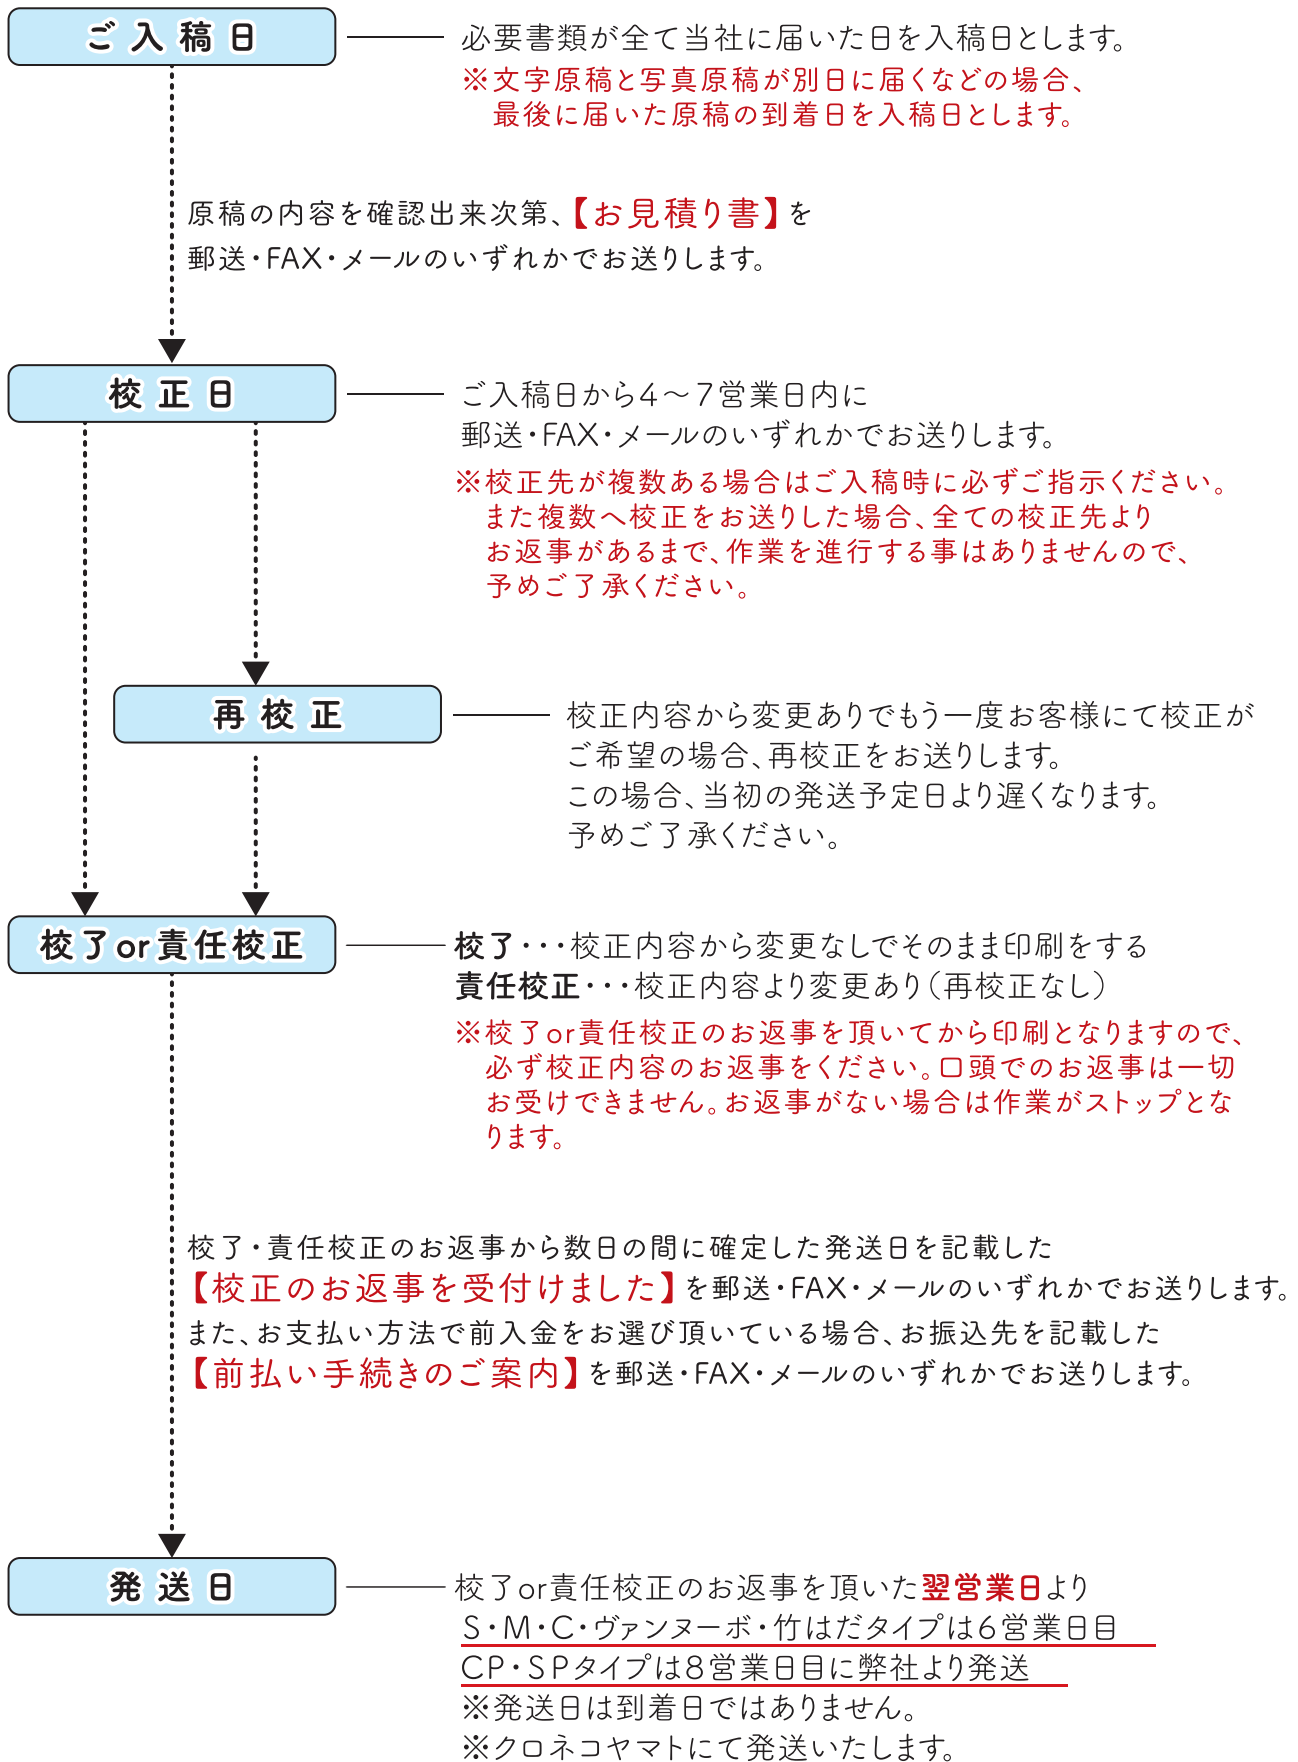 ご入稿日
必要書類が全て当社に届いた日を入稿日とします。
※文字原稿と写真原稿が別日に届くなどの場合、
最後に届いた原稿の到着日を入稿日とします。
原稿の内容を確認出来次第、【お見積り書】を
郵送・FAX・メールのいずれかでお送りします。
校正日
ご入稿日から4〜7営業日内に
郵送・FAX・メールのいずれかでお送りします。
※校正先が複数ある場合はご入稿時に必ずご指示ください。
また複数へ校正をお送りした場合、全ての校正先より
お返事があるまで、作業を進行する事はありませんので、
予めご了承ください。
再校正
校正内容から変更ありでもう一度お客様にて校正が
ご希望の場合、再校正をお送りします。
この場合、当初の発送予定日より遅くなります。
予めご了承ください。
校了or責任校正
校了・・・校正内容から変更なしでそのまま印刷をする
責任校正・・・校正内容より変更あり（再校正なし）
※校了or責任校正のお返事を頂いてから印刷となりますので、
必ず校正内容のお返事をください。口頭でのお返事は一切
お受けできません。お返事がない場合は作業がストップとな
ります。
校了・責任校正のお返事から数日の間に確定した発送日を記載した
【校正のお返事を受付けました】を郵送・FAX・メールのいずれかでお送りします。
また、お支払い方法で前入金をお選び頂いている場合、お振込先を記載した
【前払い手続きのご案内】を郵送・FAX・メールのいずれかでお送りします。
発送日
校了or責任校正のお返事を頂いた翌営業日より
S・M・C・ヴァンヌーボ・竹はだタイプは6営業日目
CP・SPタイプは8営業日目に弊社より発送
※発送日は到着日ではありません。
※クロネコヤマトにて発送いたします。